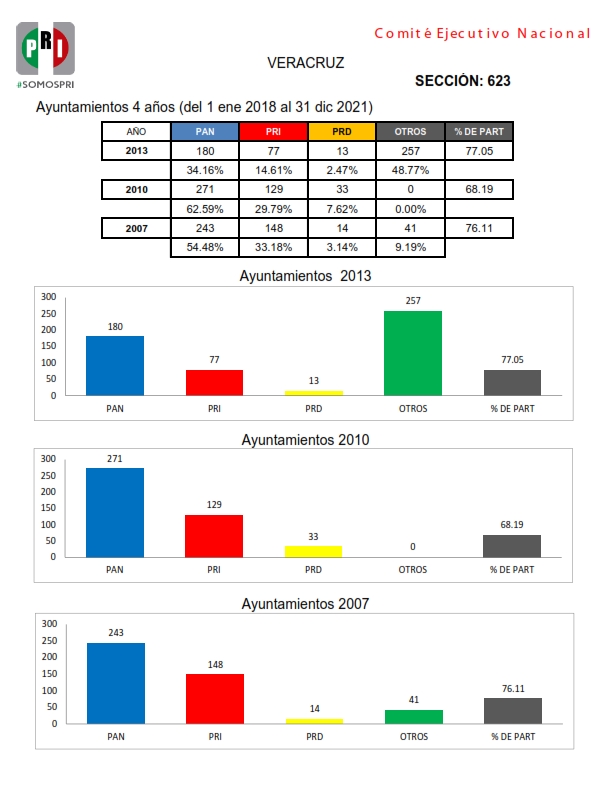 Comité Ejecutivo Nacional
PRI
#SOMOSPRI
VERACRUZ
SECCIÓN: 623
Ayuntamientos 4 años (del 1 ene 2018 al 31 dic 2021)
AÑO PAN PRI PRD OTROS % DE PART
2013 180 77 13 257 77.05
34.16% 14.61% 2.47% 48.77%
2010 271 129 33 0 68.19
62.59% 29.79% 7.62% 0.00%
2007 243 148 14 41 76.11
54.48% 33.18% 3.14% 9.19%
Ayuntamientos 2013
300
250
200
150
100
50
0
180 77 13 257 77.05
PAN PRI PRD OTROS % DE PART
Ayuntamientos 2010
300
250
200
150
100
50
0
271 129 33 0 68.19
PAN PRI PRD OTROS % DE PART
Ayuntamientos 2007
300
250
200
150
100
50
0
243 148 14 41 76.11
PAN PRI PRD OTROS % DE PART